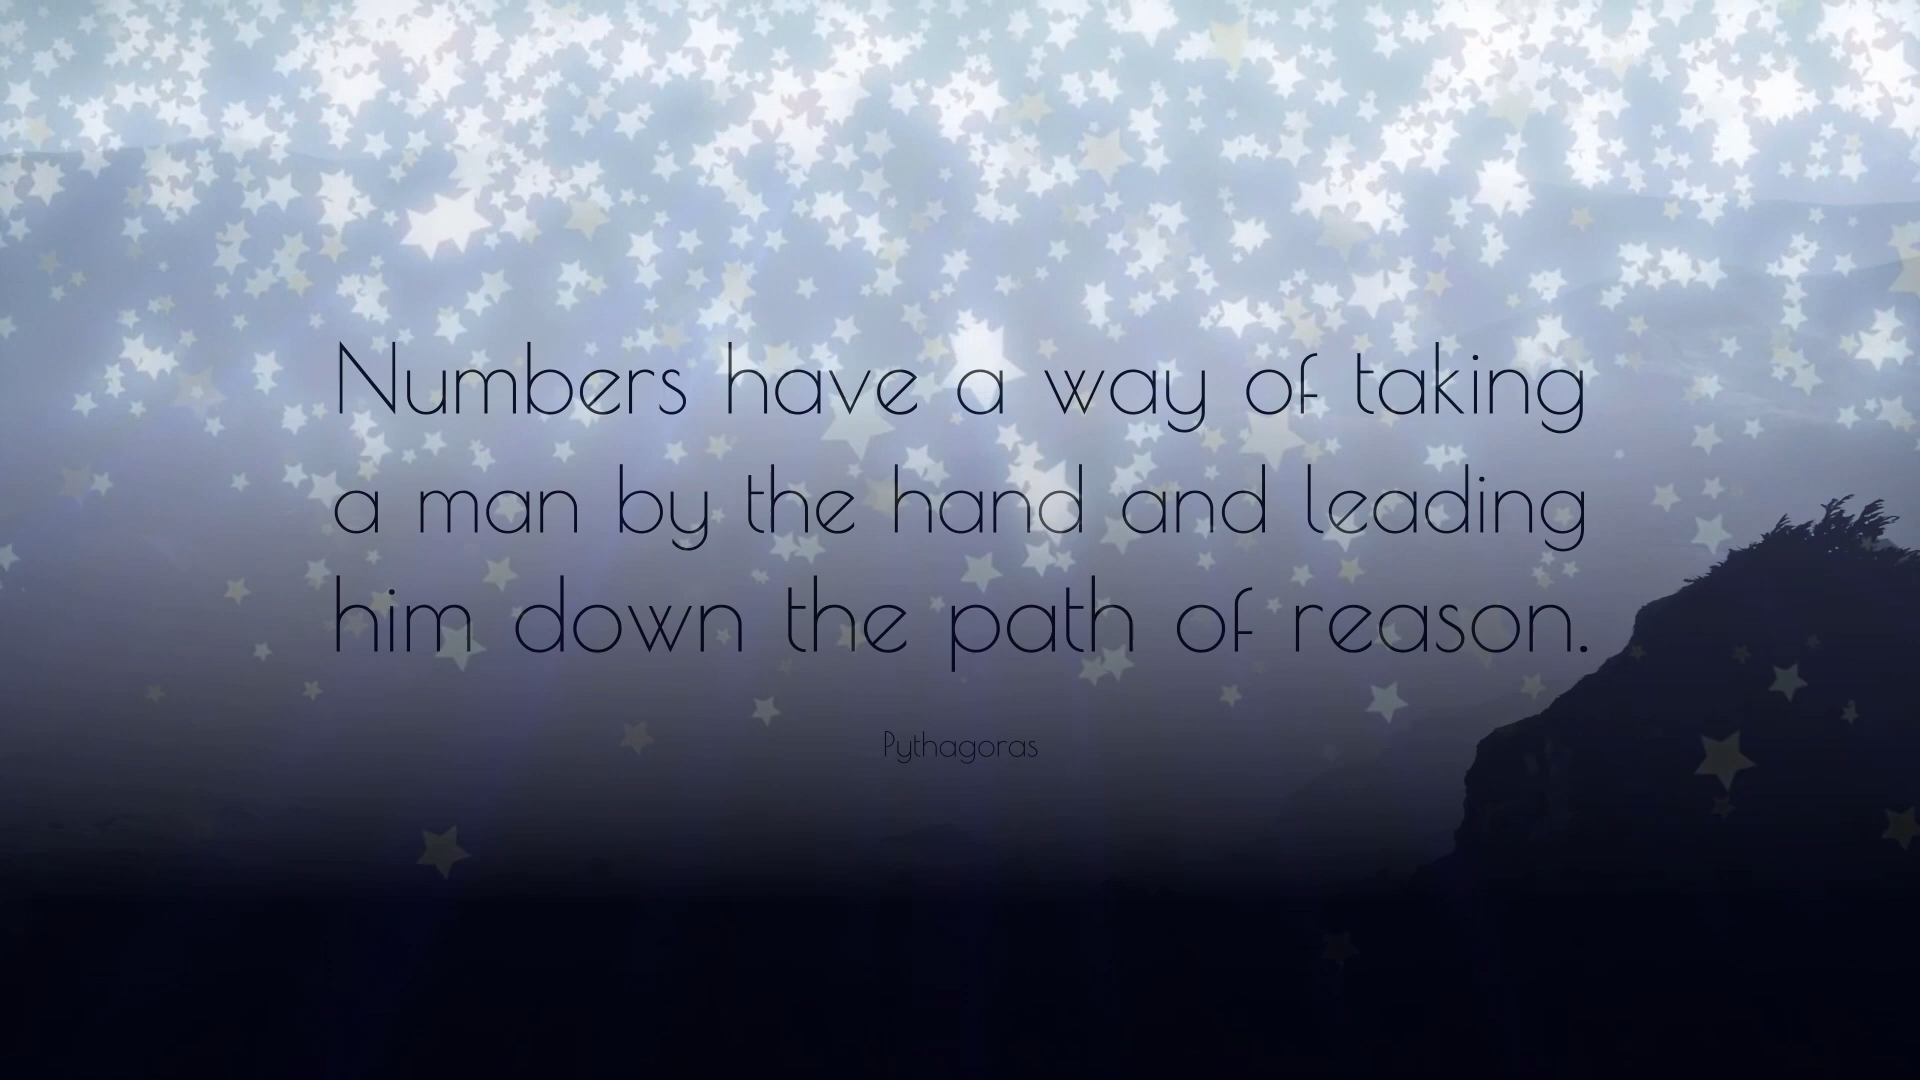 Numbers have a way of taking
a man by the hand and leading
him down the path of reason.
Pythagoras